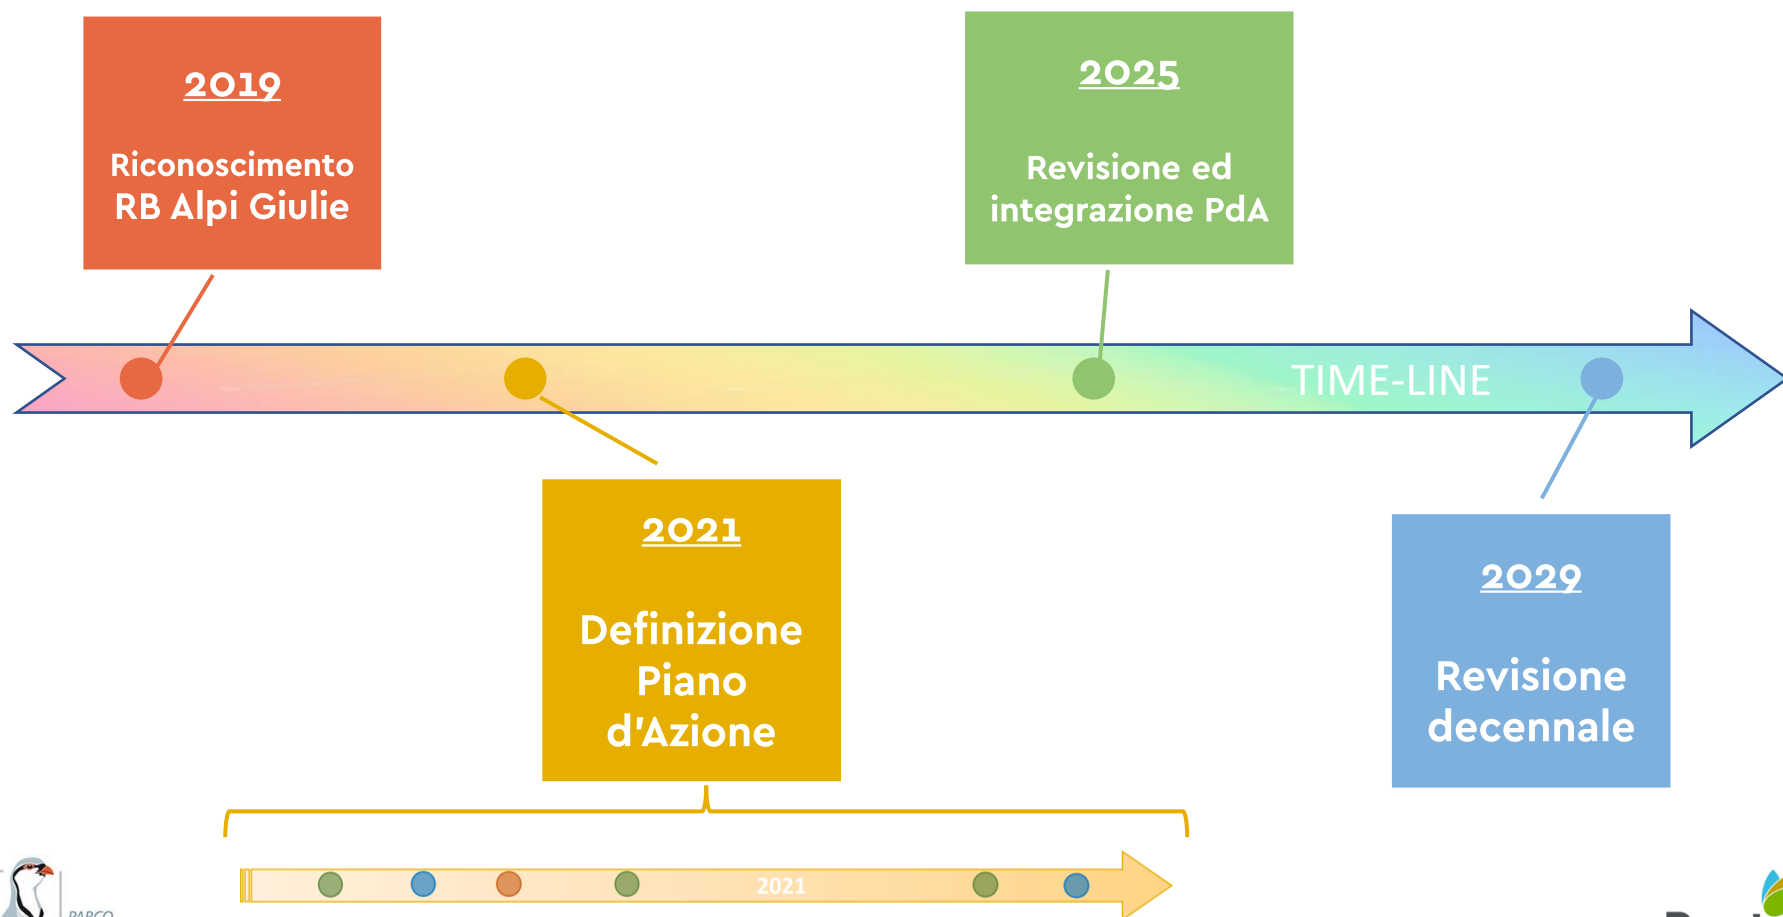 2019
Riconoscimento
RB Alpi Giulie
2025
Revisione ed
integrazione PdA
TIME-LINE
2021
Definizione
Piano
d'Azione
2029
Revisione
decennale
2021
PARCO